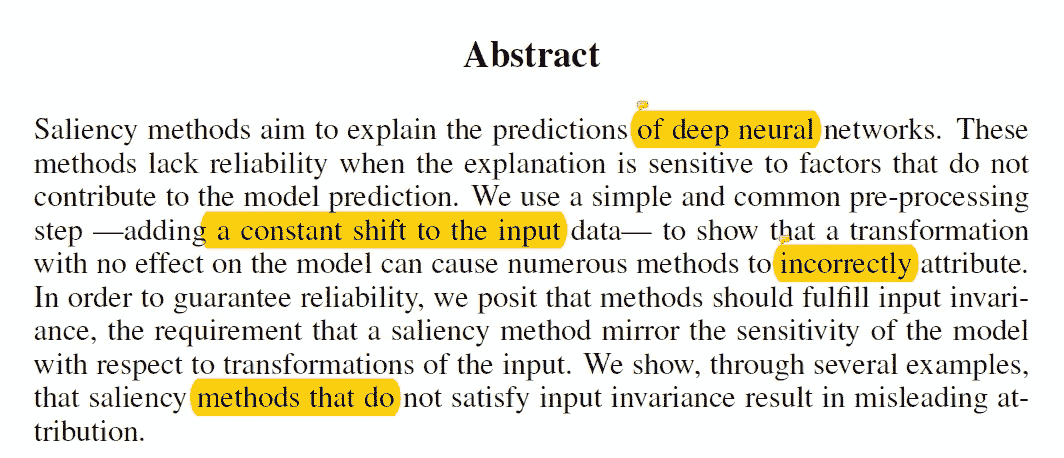 Abstract
Saliency methods aim to explain the predictions of deep neural networks. These
methods lack reliability when the explanation is sensitive to factors that do not
contribute to the model prediction. We use a simple and common pre-processing
step —adding a constant shift to the input data— to show that a transformation
with no effect on the model can cause numerous methods to incorrectly attribute.
In order to guarantee reliability, we posit that methods should fulfill input invari-
ance, the requirement that a saliency method mirror the sensitivity of the model
with respect to transformations of the input. We show, through several examples,
that saliency methods that do not satisfy input invariance result in misleading at-
tribution.